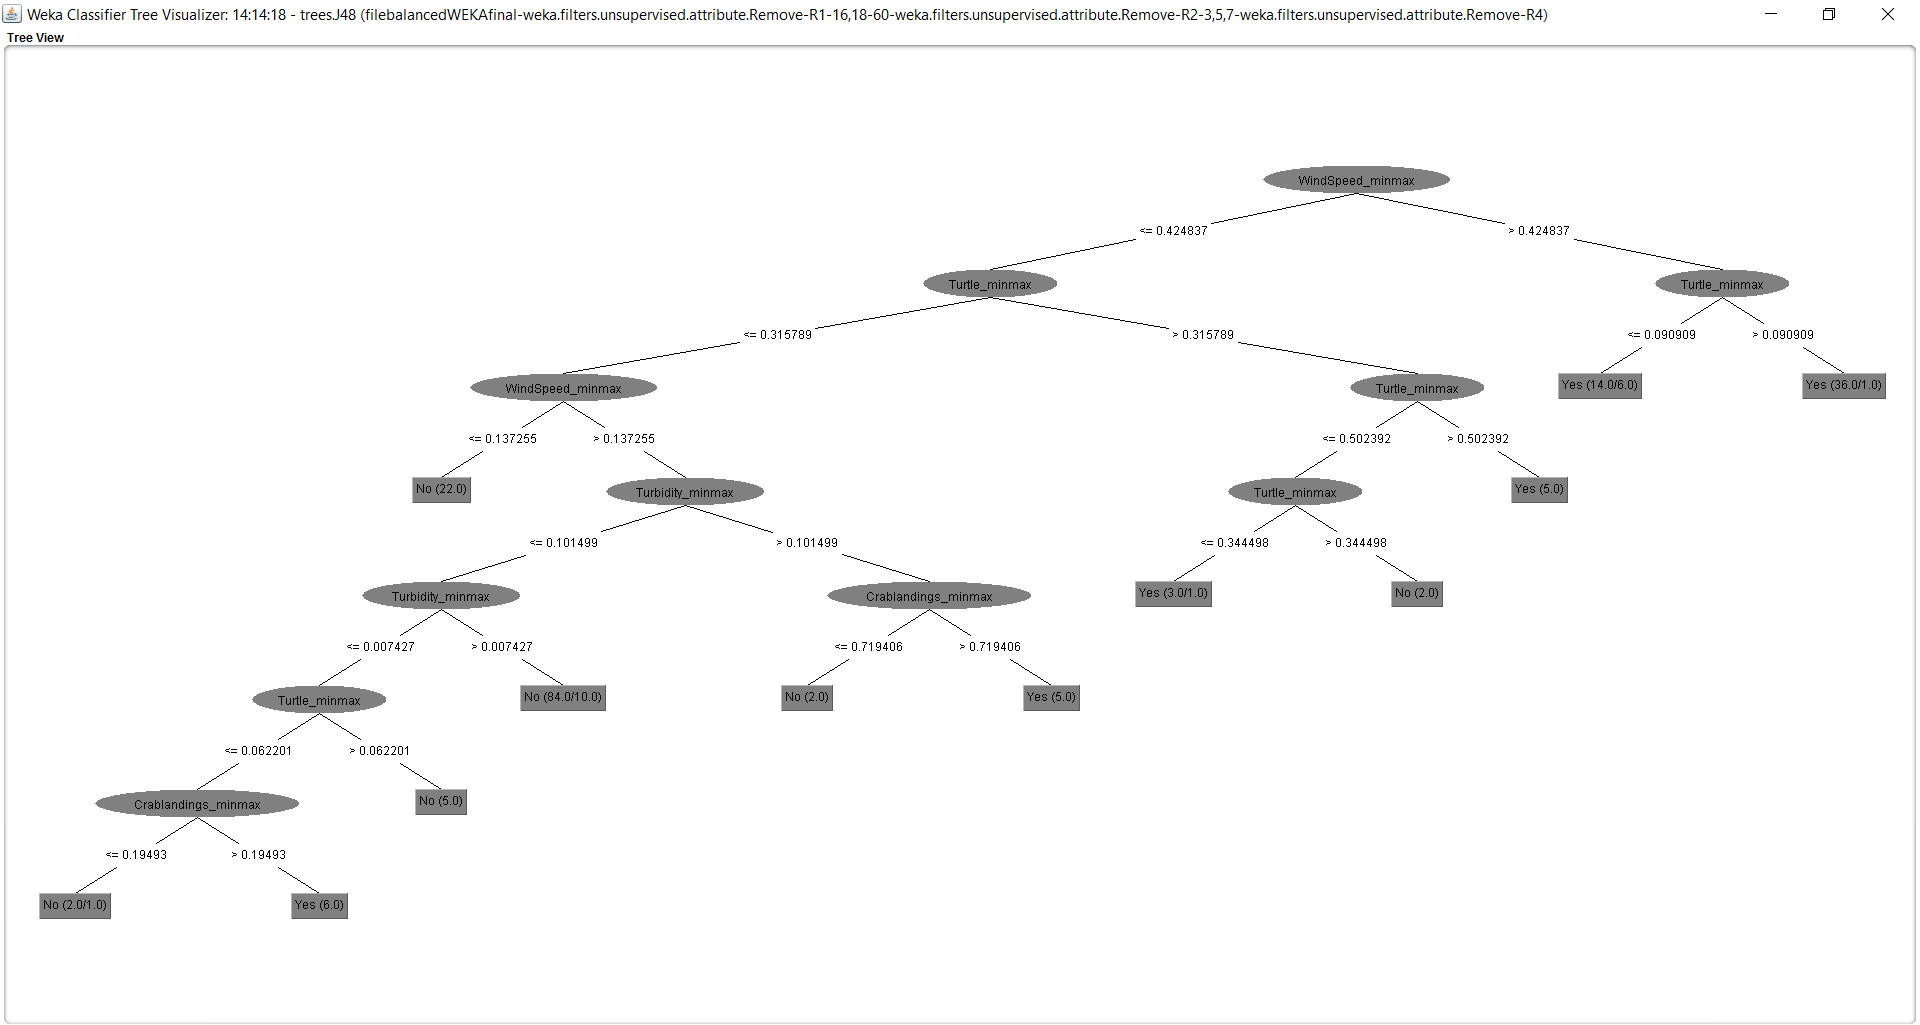 Weka Classifier Tree Visualizer: 14:14:18 - trees.J48 (filebalancedWEKAfinal-weka.filters.unsupervised.attribute.Remove-R1-16,18-60-weka.filters.unsupervised.attribute.Remove-R2-3,5,7-weka.filters.unsupervised.attribute.Remove-R4)
Tree View
WindSpeed_minmax
<= 0.424837
> 0.424837
Turtle_minmax
Turtle_minmax
<= 0.315789
> 0.315789
<= 0.090909
> 0.090909
WindSpeed_minmax
Turtle_minmax
Yes (14.0/6.0)
Yes (36.0/1.0)
<= 0.137255
> 0.137255
<= 0.502392
> 0.502392
No (22.0)
Turbidity_minmax
Turtle_minmax
Yes (5.0)
<= 0.101499
> 0.101499
<= 0.344498
> 0.344498
Turbidity_minmax
Crablandings_minmax
Yes (3.0/1.0)
No (2.0)
<= 0.007427
> 0.007427
<= 0.719406
> 0.719406
Turtle_minmax
No (84.0/10.0)
No (2.0)
Yes (5.0)
<= 0.062201
> 0.062201
Crablandings_minmax
No (5.0)
<= 0.19493
> 0.19493
No (2.0/1.0)
Yes (6.0)